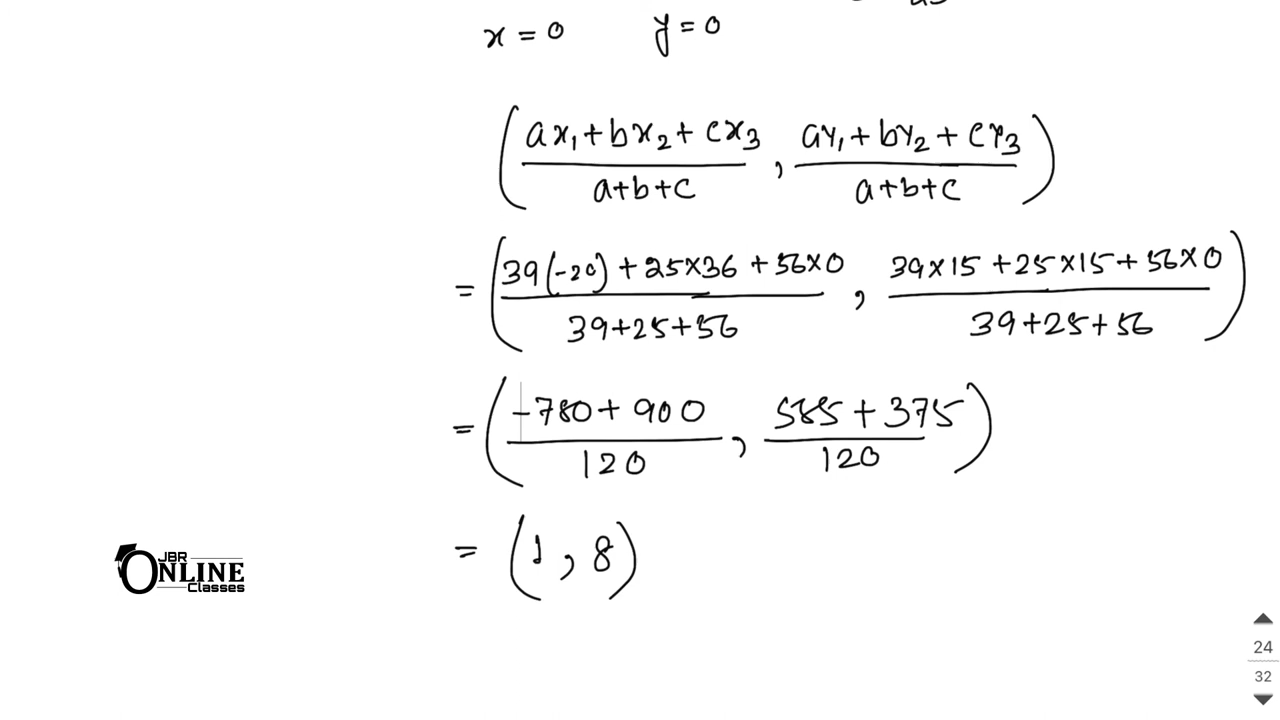 x = 0 y = 0
(ax₁ + bx₂ + cx₃ / a+b+c , ay₁ + by₂ + cy₃ / a+b+c)
= (39(-20) + 25×36 + 56×0 / 39+25+56 , 39×15 + 25×15 + 56×0 / 39+25+56)
= (-780 + 900 / 120 , 585 + 375 / 120)
= (1, 8)
JBR
ONLINE
Classes
24
32